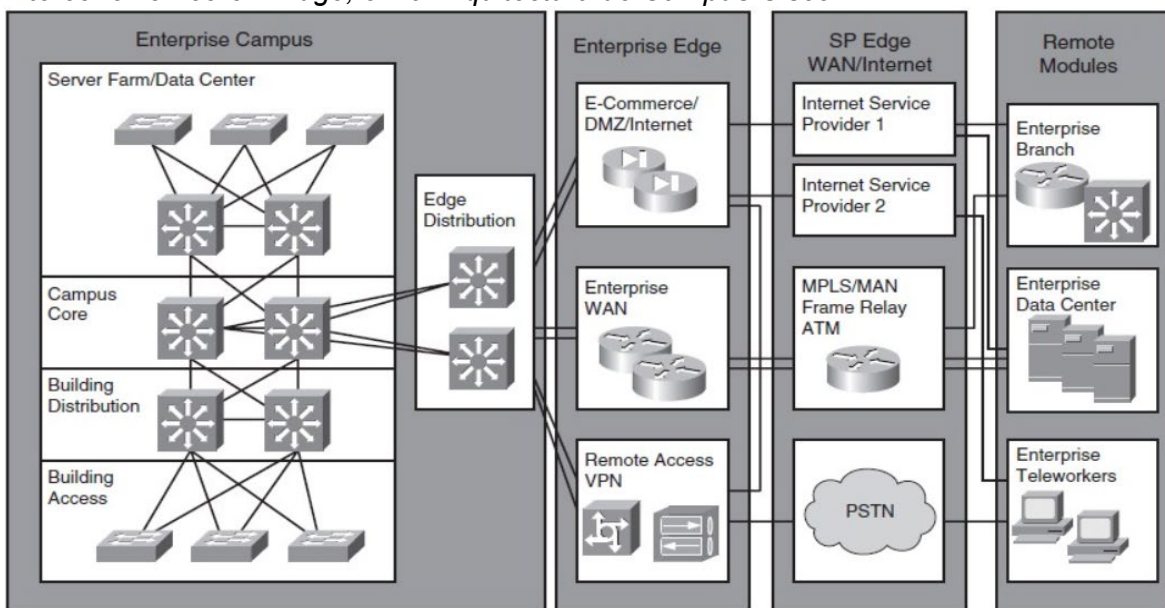 Enterprise Campus
Server Farm/Data Center
Campus
Core
Building
Distribution
Building
Access
Edge
Distribution
Enterprise Edge
E-Commerce/
DMZ/Internet
Enterprise
WAN
Remote Access
VPN
SP Edge
WAN/Internet
Internet Service
Provider 1
Internet Service
Provider 2
MPLS/MAN
Frame Relay
ATM
PSTN
Remote
Modules
Enterprise
Branch
Enterprise
Data Center
Enterprise
Teleworkers